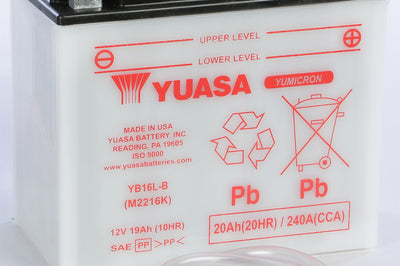 UPPER LEVEL
LOWER LEVEL
YUASA
YUMICRON
MADE IN USA
YUASA BATTERY, INC
READING, PA 19605
ISO 9000
www.yuasabatteries.com
YB16L-B
(M2216K)
Pb
Pb
12V 19Ah (10HR)
20Ah(20HR) / 240A(CCA)
SAE PP >PP<